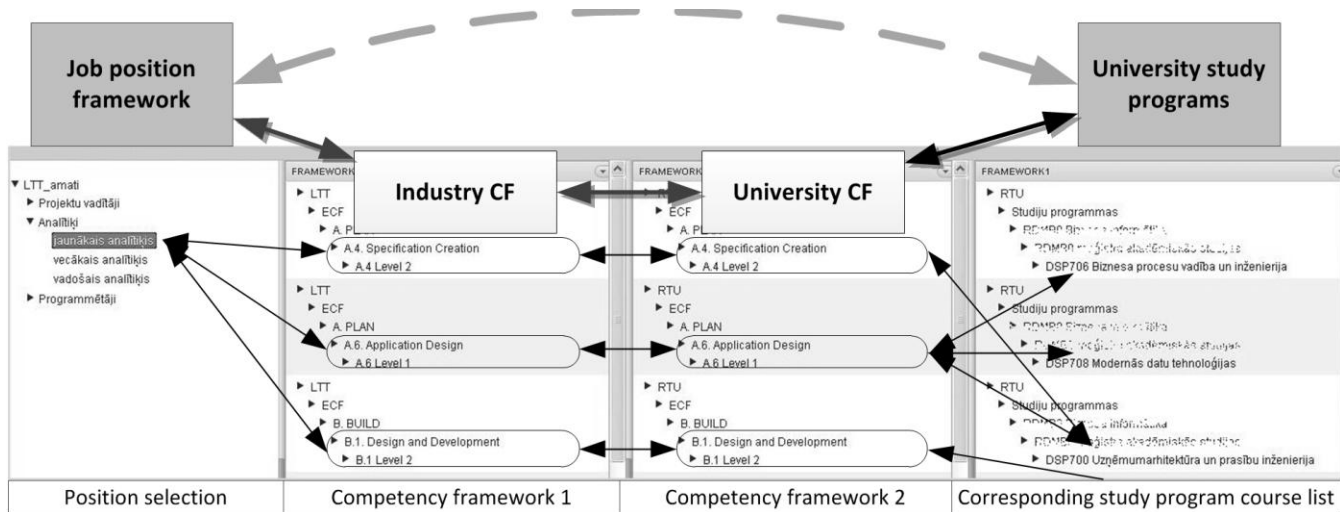 Job position
framework
University study
programs
Industry CF
University CF
LTT_amati
Projektu vadītāji
Analītiķi
jaunākais analītiķis
vecākais analītiķis
vadošais analītiķis
Programmētāji
FRAMEWORK
LTT
ECF
A. PLAN
A.4. Specification Creation
A.4 Level 2
LTT
ECF
A. PLAN
A.6. Application Design
A.6 Level 1
LTT
ECF
B. BUILD
B.1. Design and Development
B.1 Level 2
FRAMEWORK
ECF
A. PLAN
A.4. Specification Creation
A.4 Level 2
RTU
ECF
A. PLAN
A.6. Application Design
A.6 Level 1
RTU
ECF
B. BUILD
B.1. Design and Development
B.1 Level 2
FRAMEWORK1
RTU
Studiju programmas
DSP706 Biznesa procesu vadība un inženierija
RTU
Studiju programmas
DSP708 Modernās datu tehnoloģijas
RTU
Studiju programmas
DSP700 Uzņēmumarhitektūra un prasību inženierija
Position selection
Competency framework 1
Competency framework 2
Corresponding study program course list